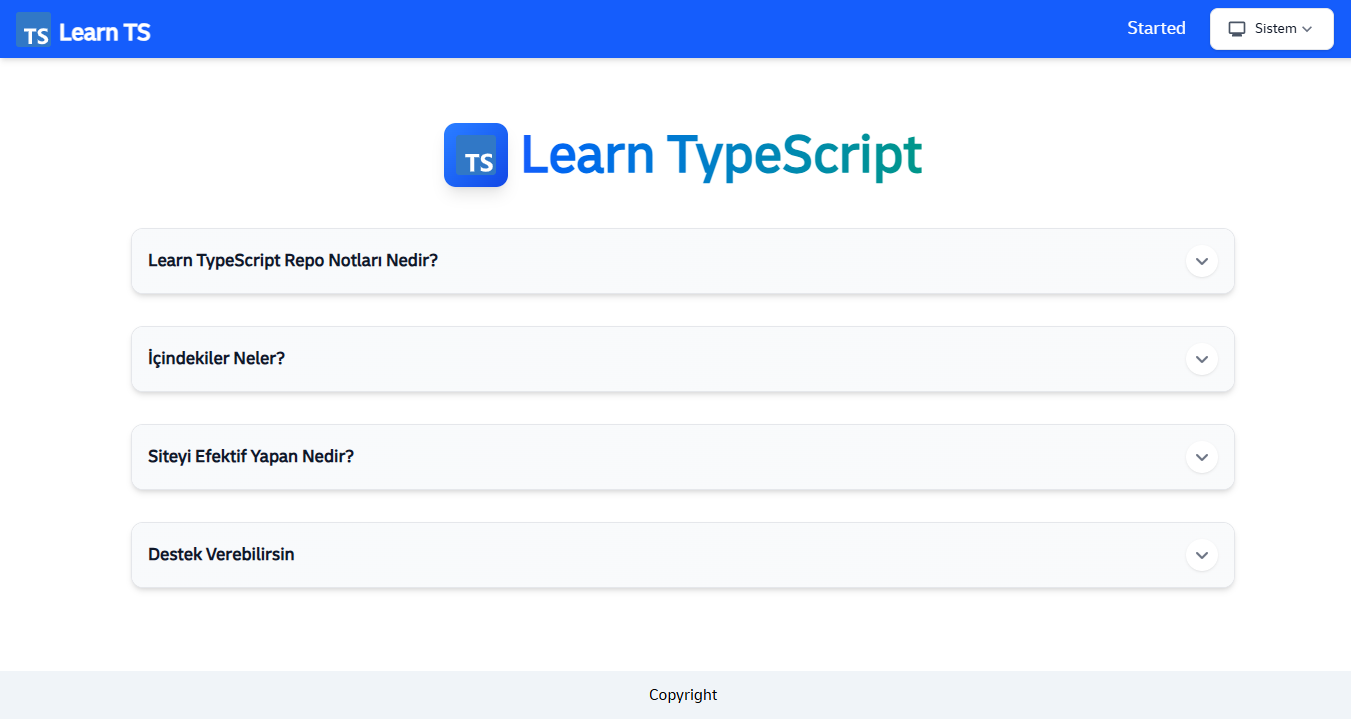 TS Learn TS
Started
Sistem
TS Learn TypeScript
Learn TypeScript Repo Notları Nedir?
İçindekiler Neler?
Siteyi Efektif Yapan Nedir?
Destek Verebilirsin
Copyright